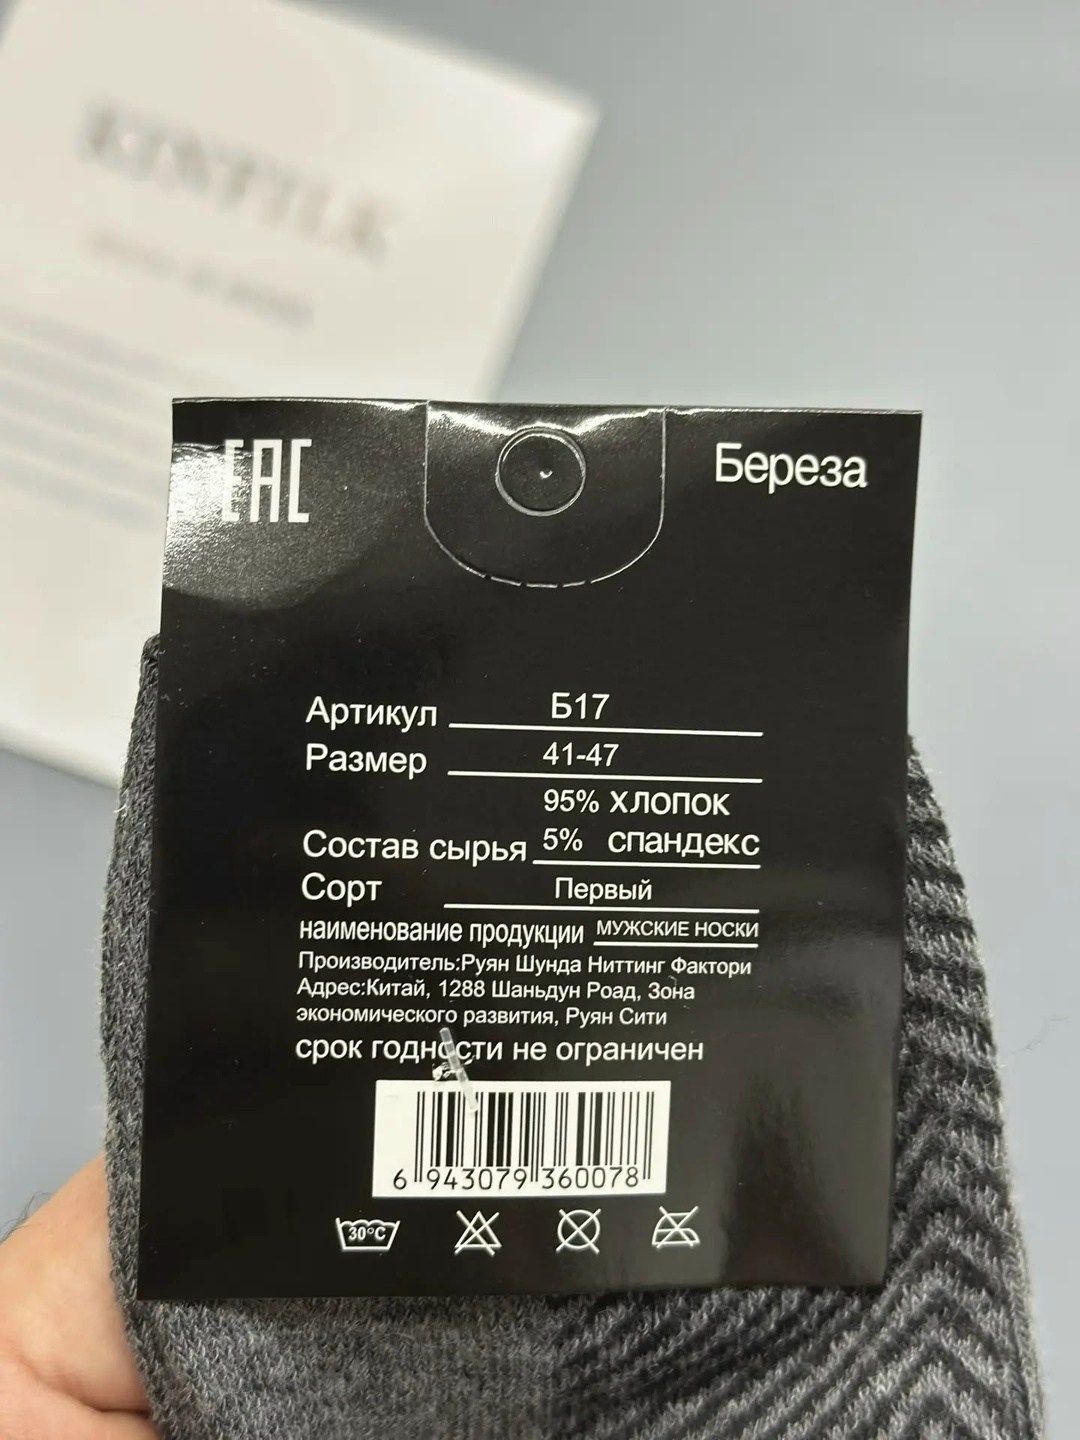 EAC
Береза
Артикул Б17
Размер 41-47
95% ХЛОПОК
Состав сырья 5% спандекс
Сорт Первый
наименование продукции МУЖСКИЕ НОСКИ
Производитель:Руян Шунда Ниттинг Фактори
Адрес:Китай, 1288 Шаньдун Роад, Зона
экономического развития, Руян Сити
срок годности не ограничен
6 943079 360078
30°C